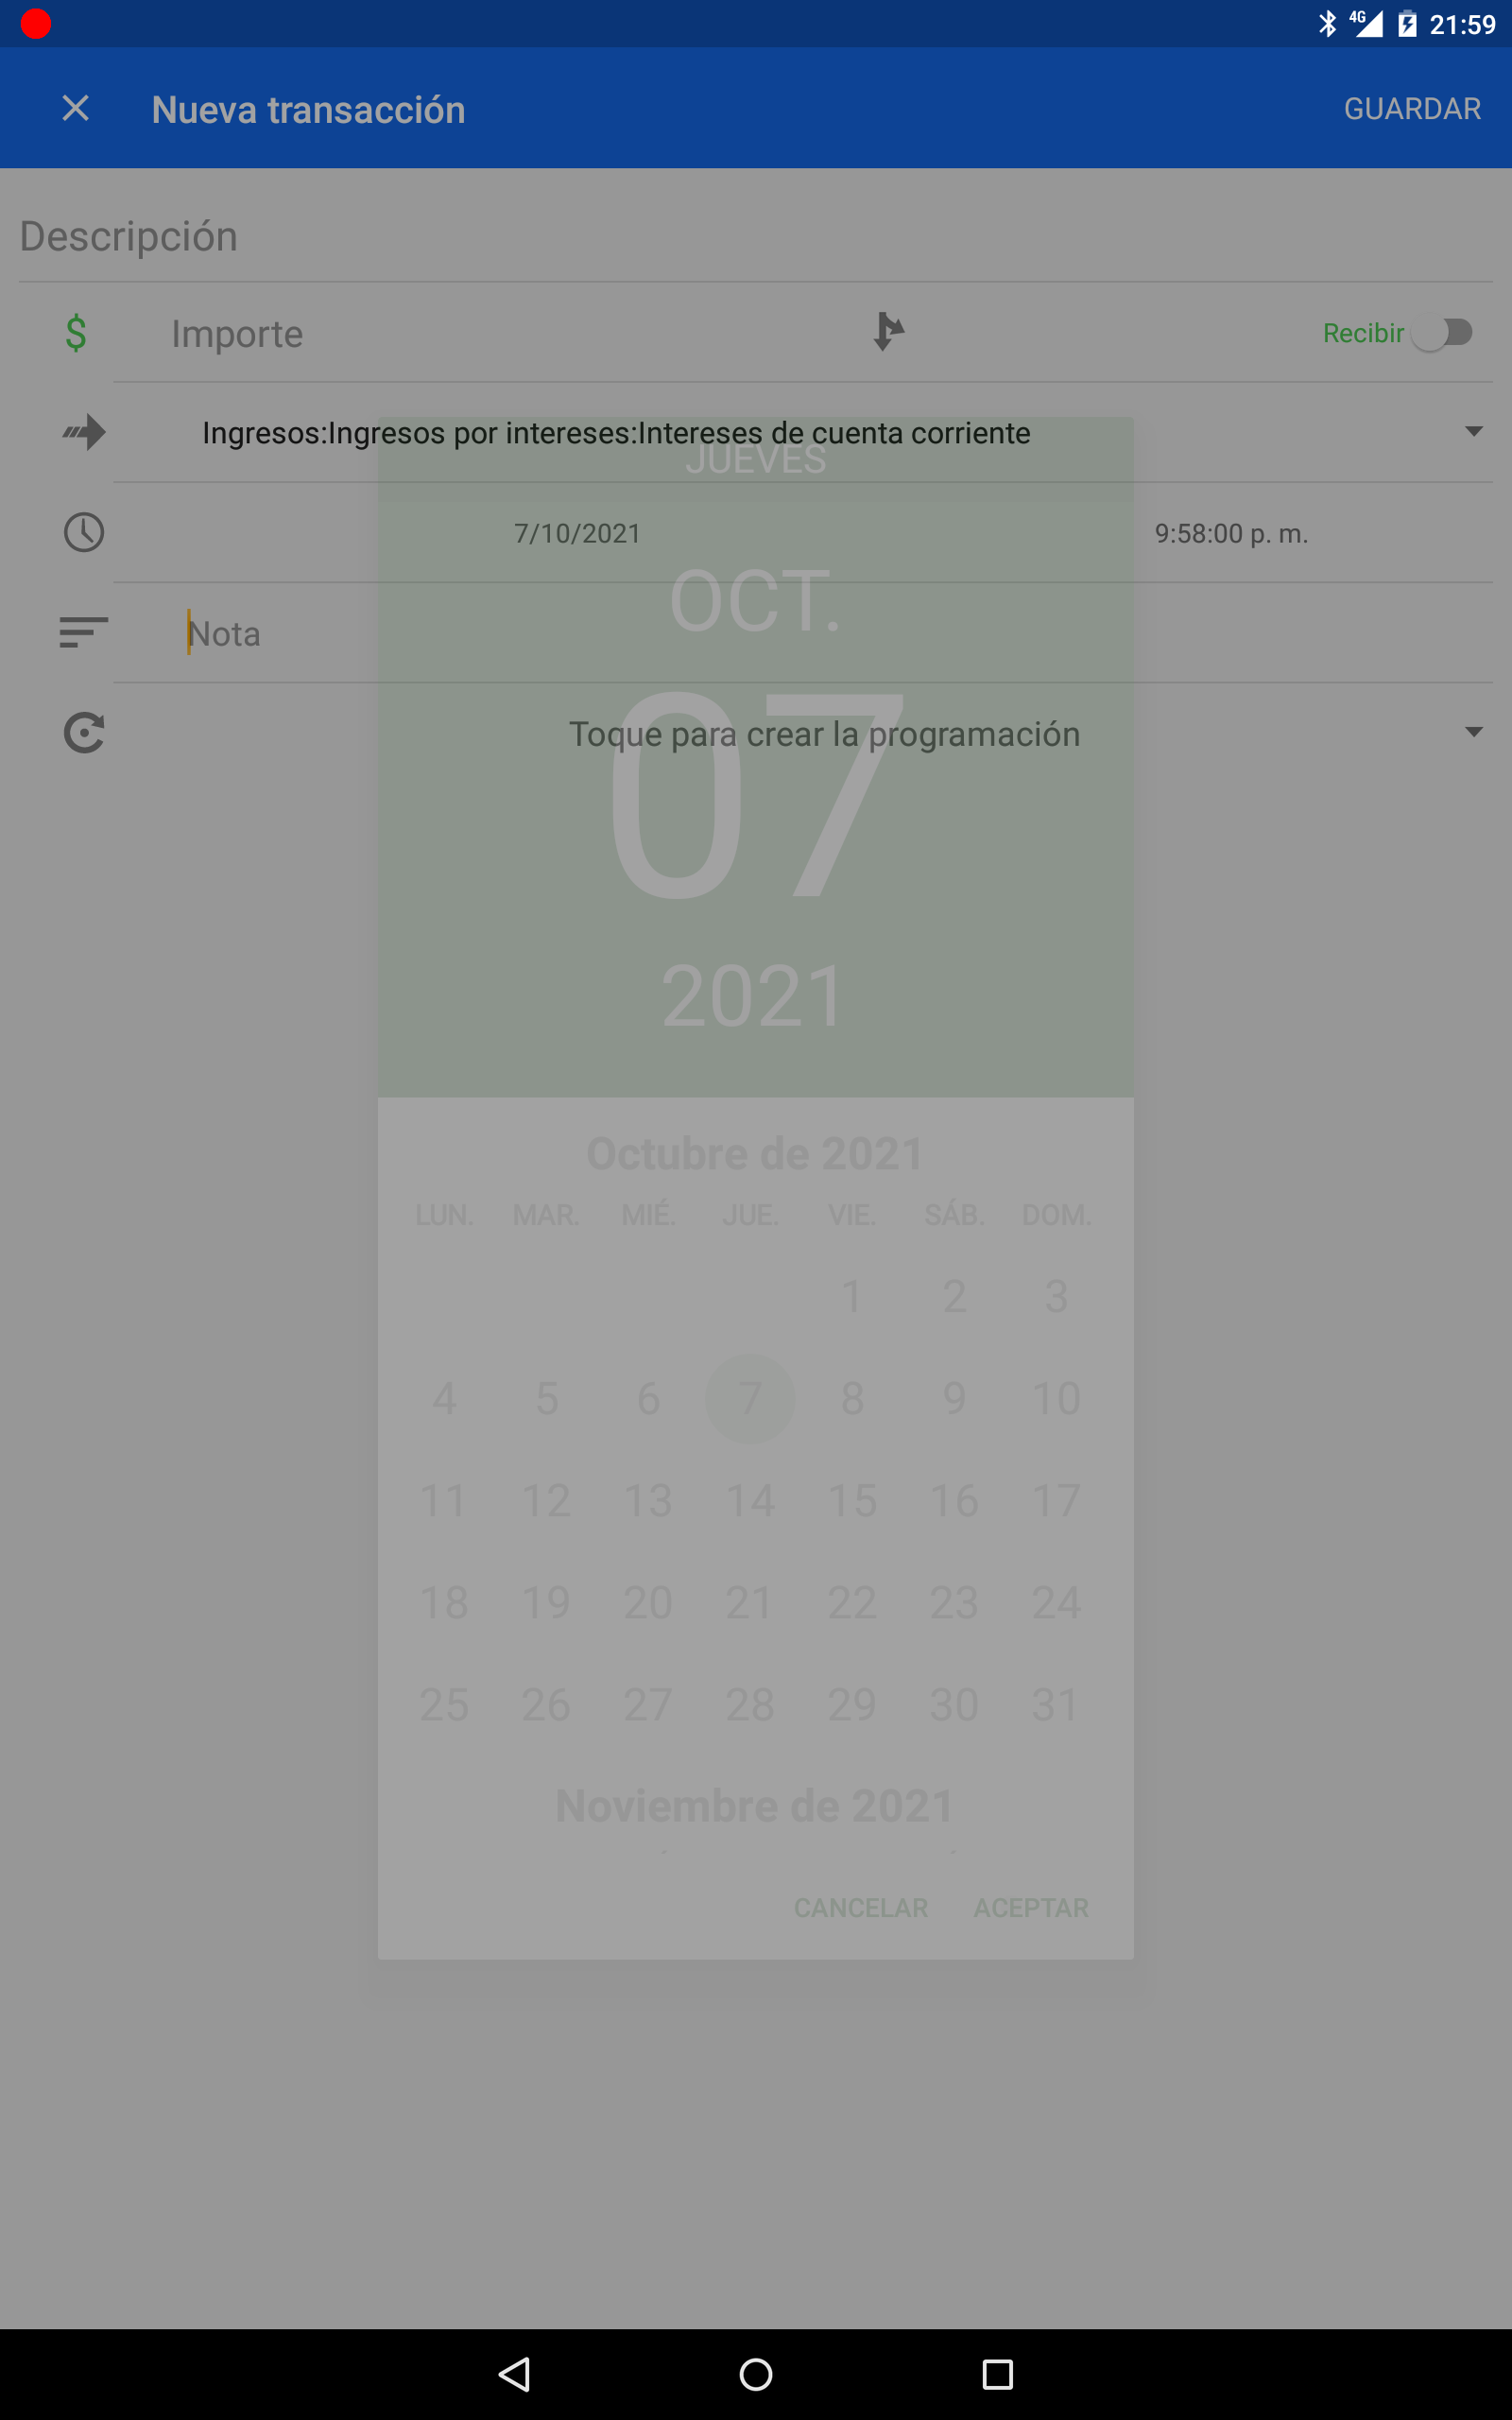 4G 21:59
Nueva transacción GUARDAR
Descripción
$ Importe Recibir
Ingresos:Ingresos por intereses:Intereses de cuenta corriente
JUEVES
7/10/2021 9:58:00 p. m.
OCT.
Nota
07
Toque para crear la programación
2021
Octubre de 2021
LUN. MAR. MIÉ. JUE. VIE. SÁB. DOM.
1 2 3
4 5 6 7 8 9 10
11 12 13 14 15 16 17
18 19 20 21 22 23 24
25 26 27 28 29 30 31
Noviembre de 2021
CANCELAR ACEPTAR